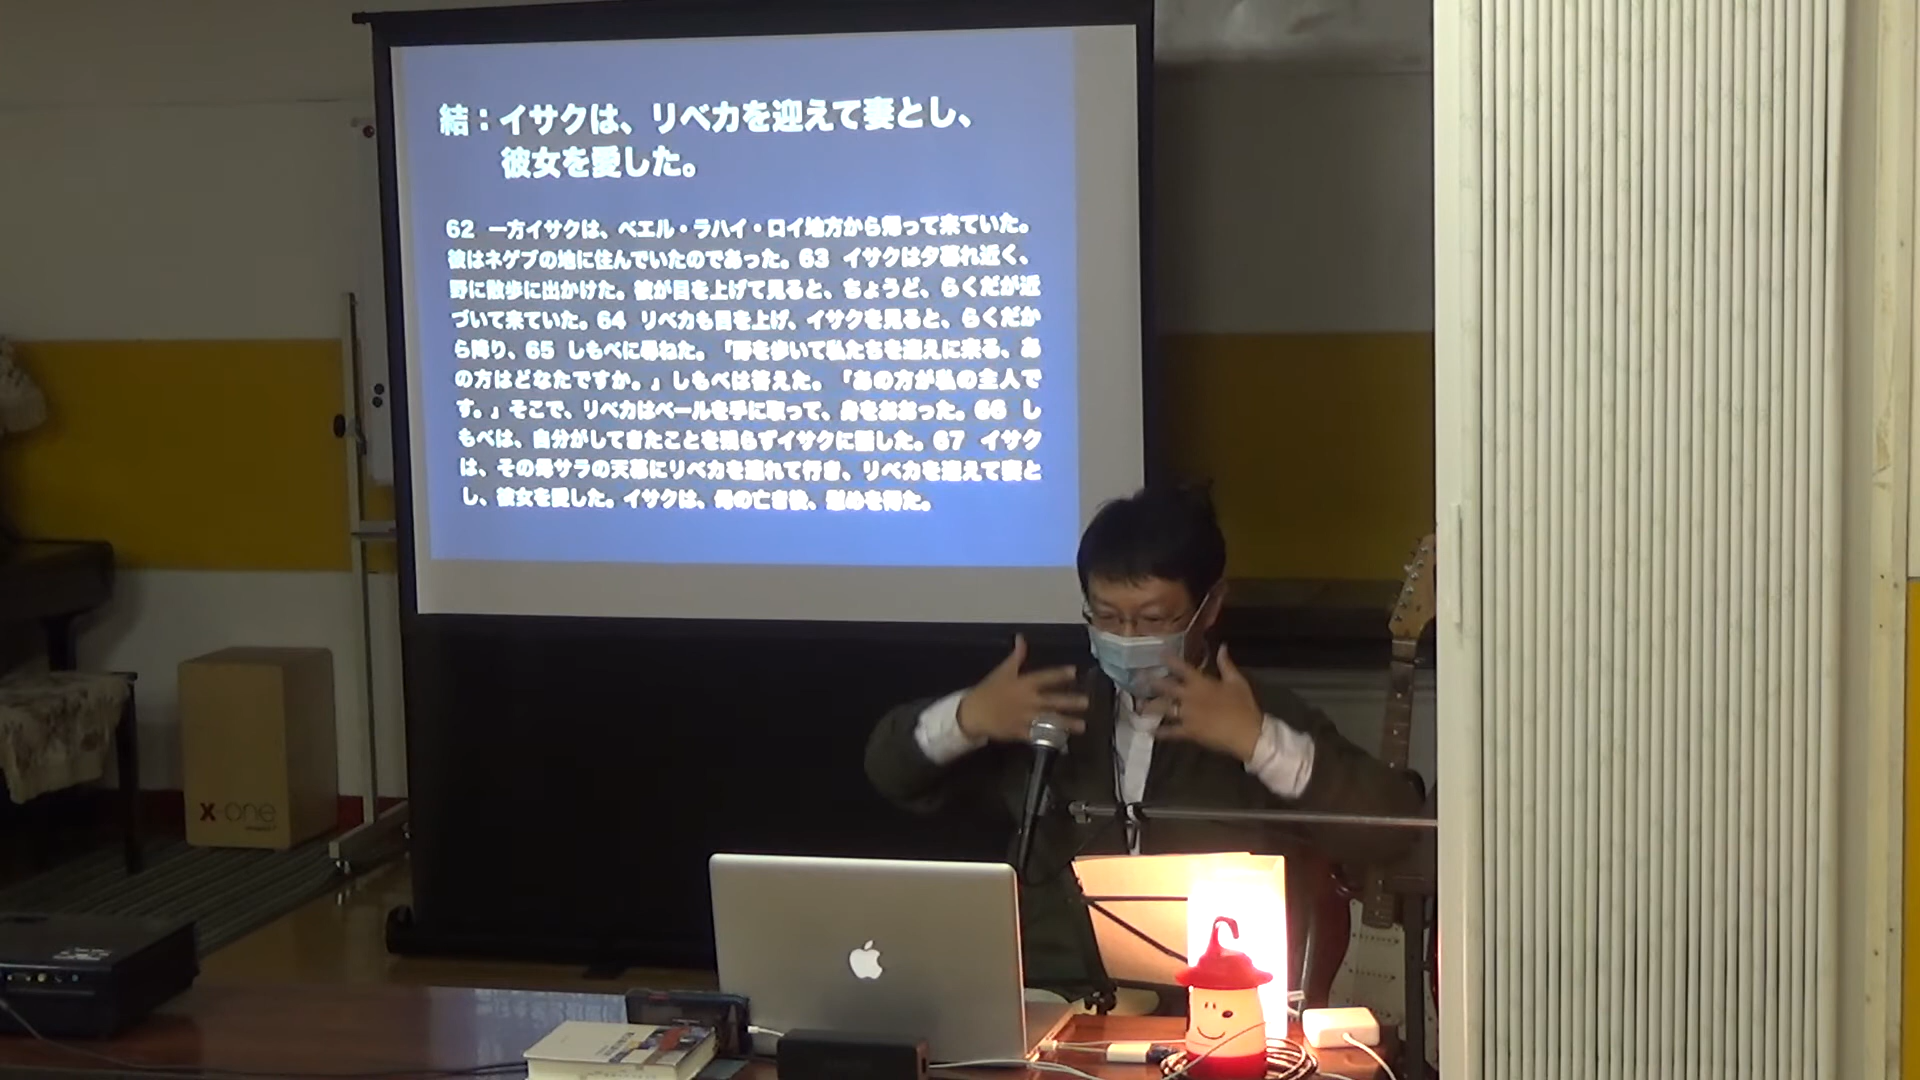 結：イサクは、リベカを迎えて妻とし、
彼女を愛した。
62 一方イサクは、ベエル・ラハイ・ロイ地方から帰って来ていた。
彼はネゲブの地に住んでいたのであった。63 イサクは夕暮れ近く、
野に散歩に出かけた。彼が目を上げて見ると、ちょうど、らくだが近
づいて来ていた。64 リベカも目を上げ、イサクを見ると、らくだか
ら降り、65 しもべに尋ねた。「野を歩いて私たちを迎えに来る、あ
の方はどなたですか。」しもべは答えた。「あの方が私の主人で
す。」そこで、リベカはベールを手に取って、身をおおった。66 し
もべは、自分がしてきたことを残らずイサクに話した。67 イサク
は、その母サラの天幕にリベカを連れて行き、リベカを迎えて妻と
し、彼女を愛した。イサクは、母の亡き後、慰めを得た。
x-one